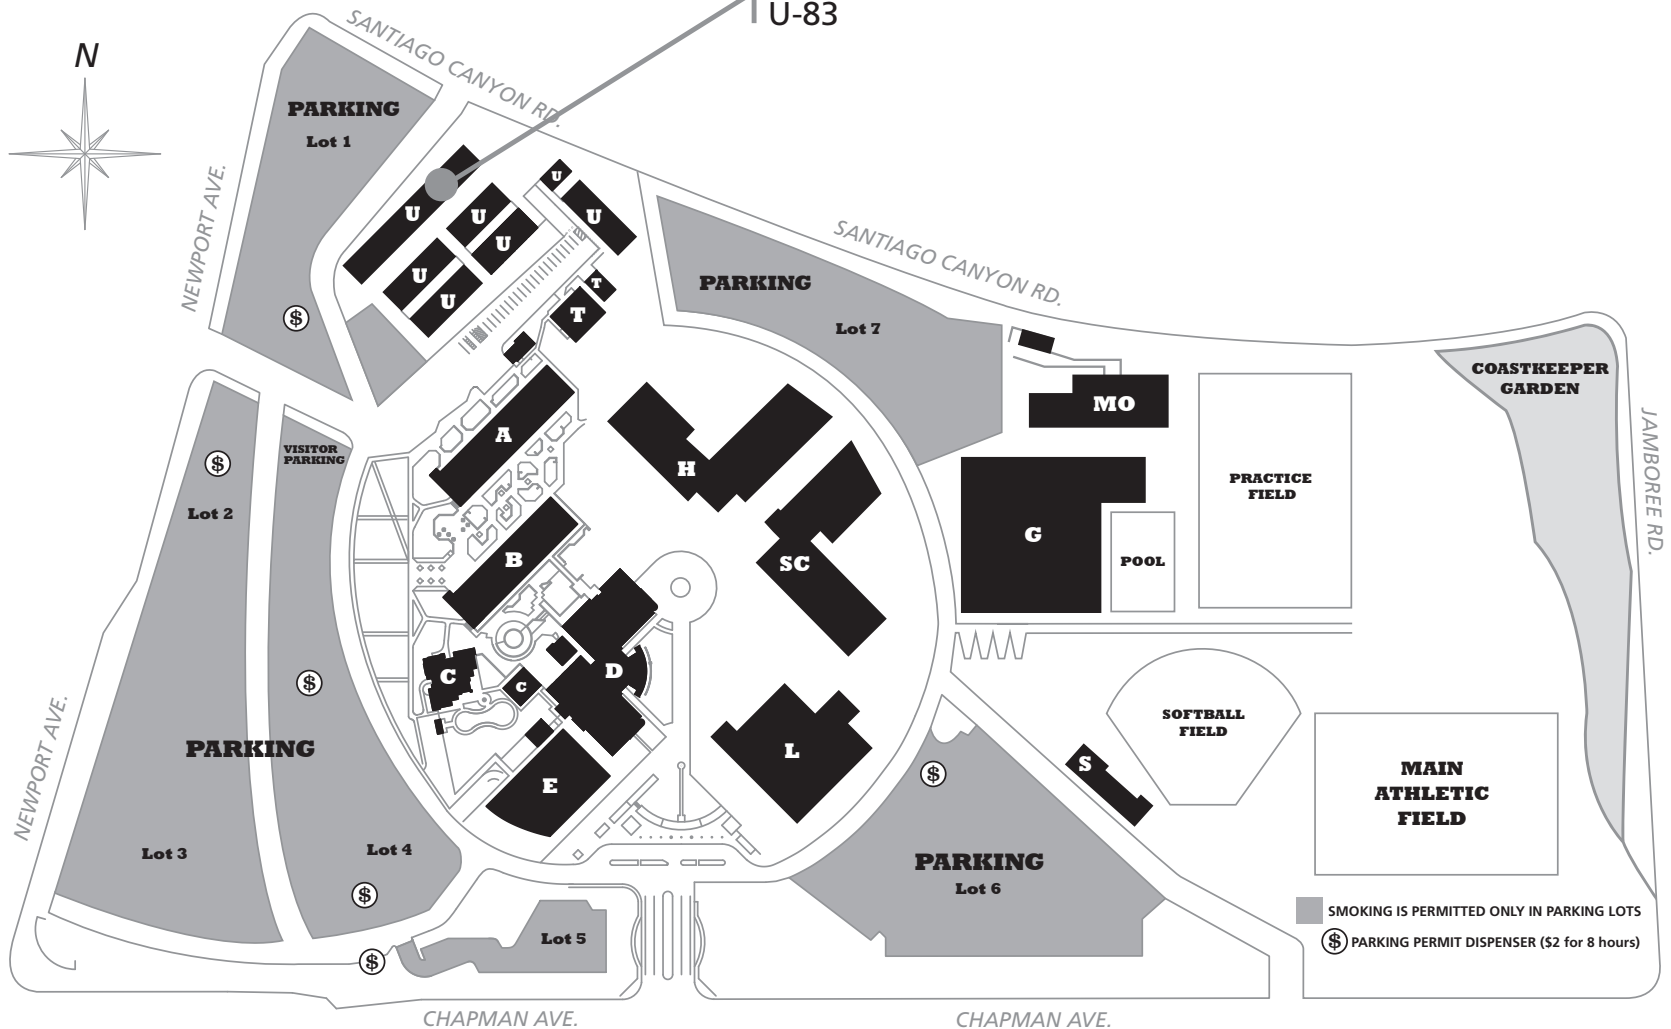 U-83
N
SANTIAGO CANYON RD.
PARKING
Lot 1
NEWPORT AVE.
U
U
U
U
U
U
U
T
T
$
SANTIAGO CANYON RD.
PARKING
Lot 7
MO
COASTKEEPER
GARDEN
JAMBOREE RD.
VISITOR
PARKING
$
Lot 2
A
H
B
SC
G
POOL
PRACTICE
FIELD
C
C
D
$
NEWPORT AVE.
PARKING
E
L
$
S
SOFTBALL
FIELD
MAIN
ATHLETIC
FIELD
Lot 3
Lot 4
$
PARKING
Lot 6
Lot 5
$
SMOKING IS PERMITTED ONLY IN PARKING LOTS
$ PARKING PERMIT DISPENSER ($2 for 8 hours)
CHAPMAN AVE.
CHAPMAN AVE.